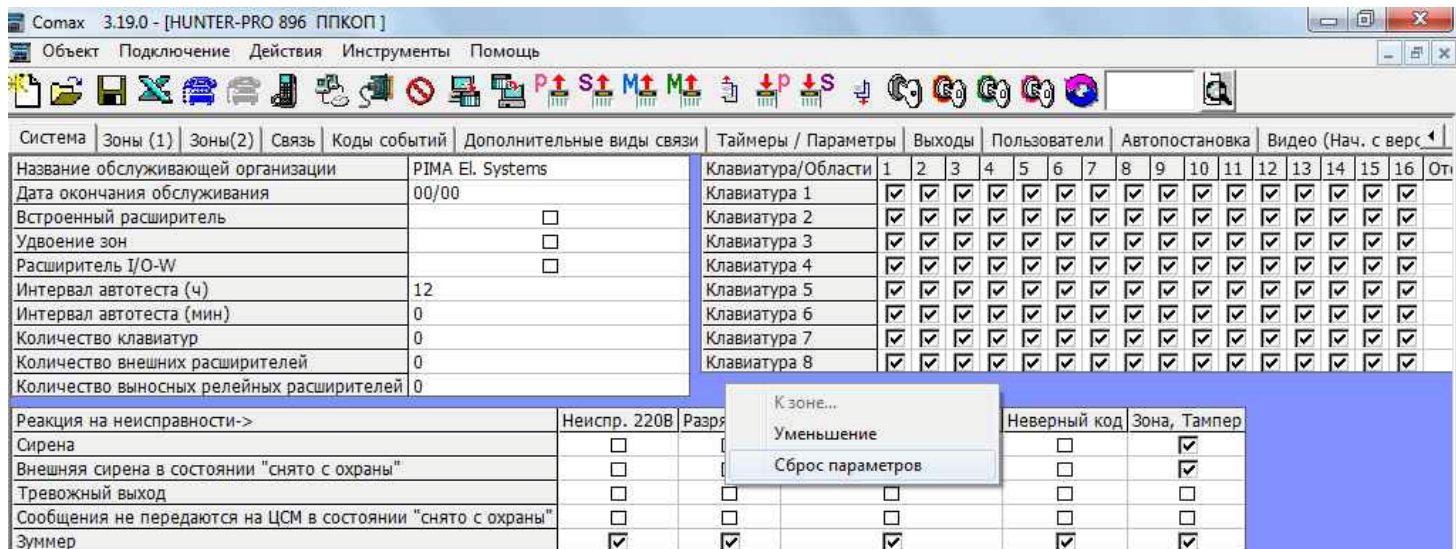 Comax 3.19.0 - [HUNTER-PRO 896 ППКОП ]
Объект Подключение Действия Инструменты Помощь
P S M M P S
Система Зоны (1) Зоны(2) Связь Коды событий Дополнительные виды связи Таймеры / Параметры Выходы Пользователи Автопостановка Видео (Нач. с верс
Название обслуживающей организации PIMA El. Systems
Дата окончания обслуживания 00/00
Встроенный расширитель
Удвоение зон
Расширитель I/O-W
Интервал автотеста (ч) 12
Интервал автотеста (мин) 0
Количество клавиатур 0
Количество внешних расширителей 0
Количество выносных релейных расширителей 0
Клавиатура/Области 1 2 3 4 5 6 7 8 9 10 11 12 13 14 15 16 Ото
Клавиатура 1
Клавиатура 2
Клавиатура 3
Клавиатура 4
Клавиатура 5
Клавиатура 6
Клавиатура 7
Клавиатура 8
Реакция на неисправности-> Неиспр. 220В Разря Неверный код Зона, Тампер
Сирена
Внешняя сирена в состоянии "снято с охраны"
Тревожный выход
Сообщения не передаются на ЦСМ в состоянии "снято с охраны"
Зуммер
К зоне...
Уменьшение
Сброс параметров